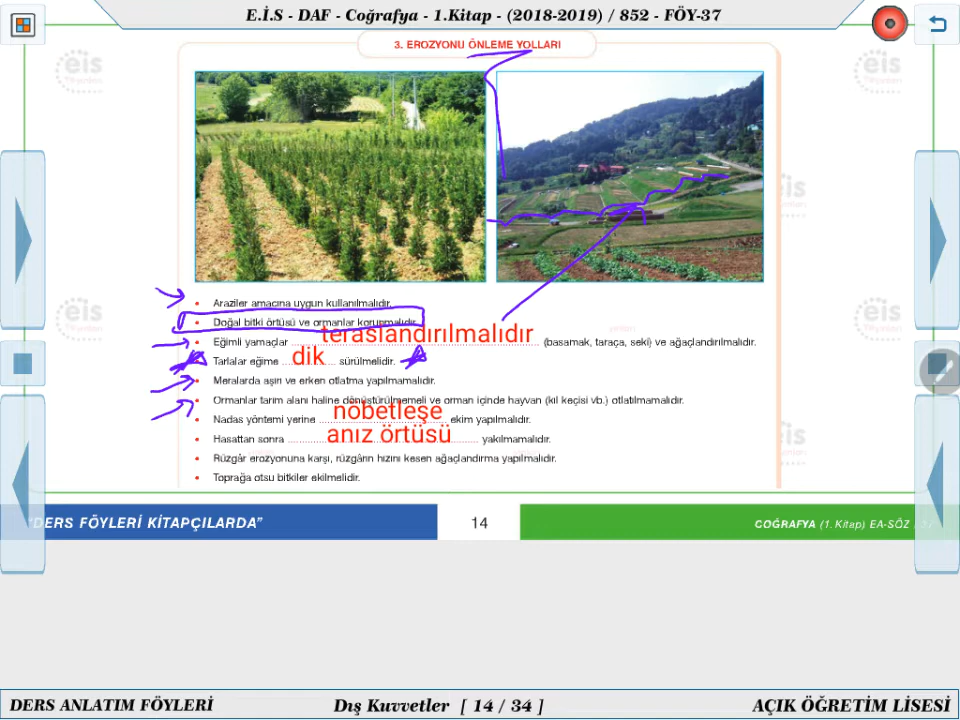 E.İ.S - DAF - Coğrafya - 1.Kitap - (2018-2019) / 852 - FÖY-37
3. EROZYONU ÖNLEME YOLLARI
eis
eis
• Araziler amacına uygun kullanılmalıdır.
• Doğal bitki örtüsü ve ormanlar korunmalıdır.
• Eğimli yamaçlar teraslandırılmalıdır (basamak, taraça, seki) ve ağaçlandırılmalıdır.
• Tarlalar eğime dik sürülmelidir.
• Meralarda aşırı ve erken otlatma yapılmamalıdır.
• Ormanlar tarım alanı haline dönüştürülmemeli ve orman içinde hayvan (kıl keçisi vb.) otlatılmamalıdır.
• Nadas yöntemi yerine nöbetleşe ekim yapılmalıdır.
• Hasattan sonra anız örtüsü yakılmamalıdır.
• Rüzgâr erozyonuna karşı, rüzgârın hızını kesen ağaçlandırma yapılmalıdır.
• Toprağa otsu bitkiler ekilmelidir.
"DERS FÖYLERİ KİTAPÇILARDA"
14
COĞRAFYA (1. Kitap) EA-SÖZ
DERS ANLATIM FÖYLERİ
Dış Kuvvetler [ 14 / 34 ]
AÇIK ÖĞRETİM LİSESİ